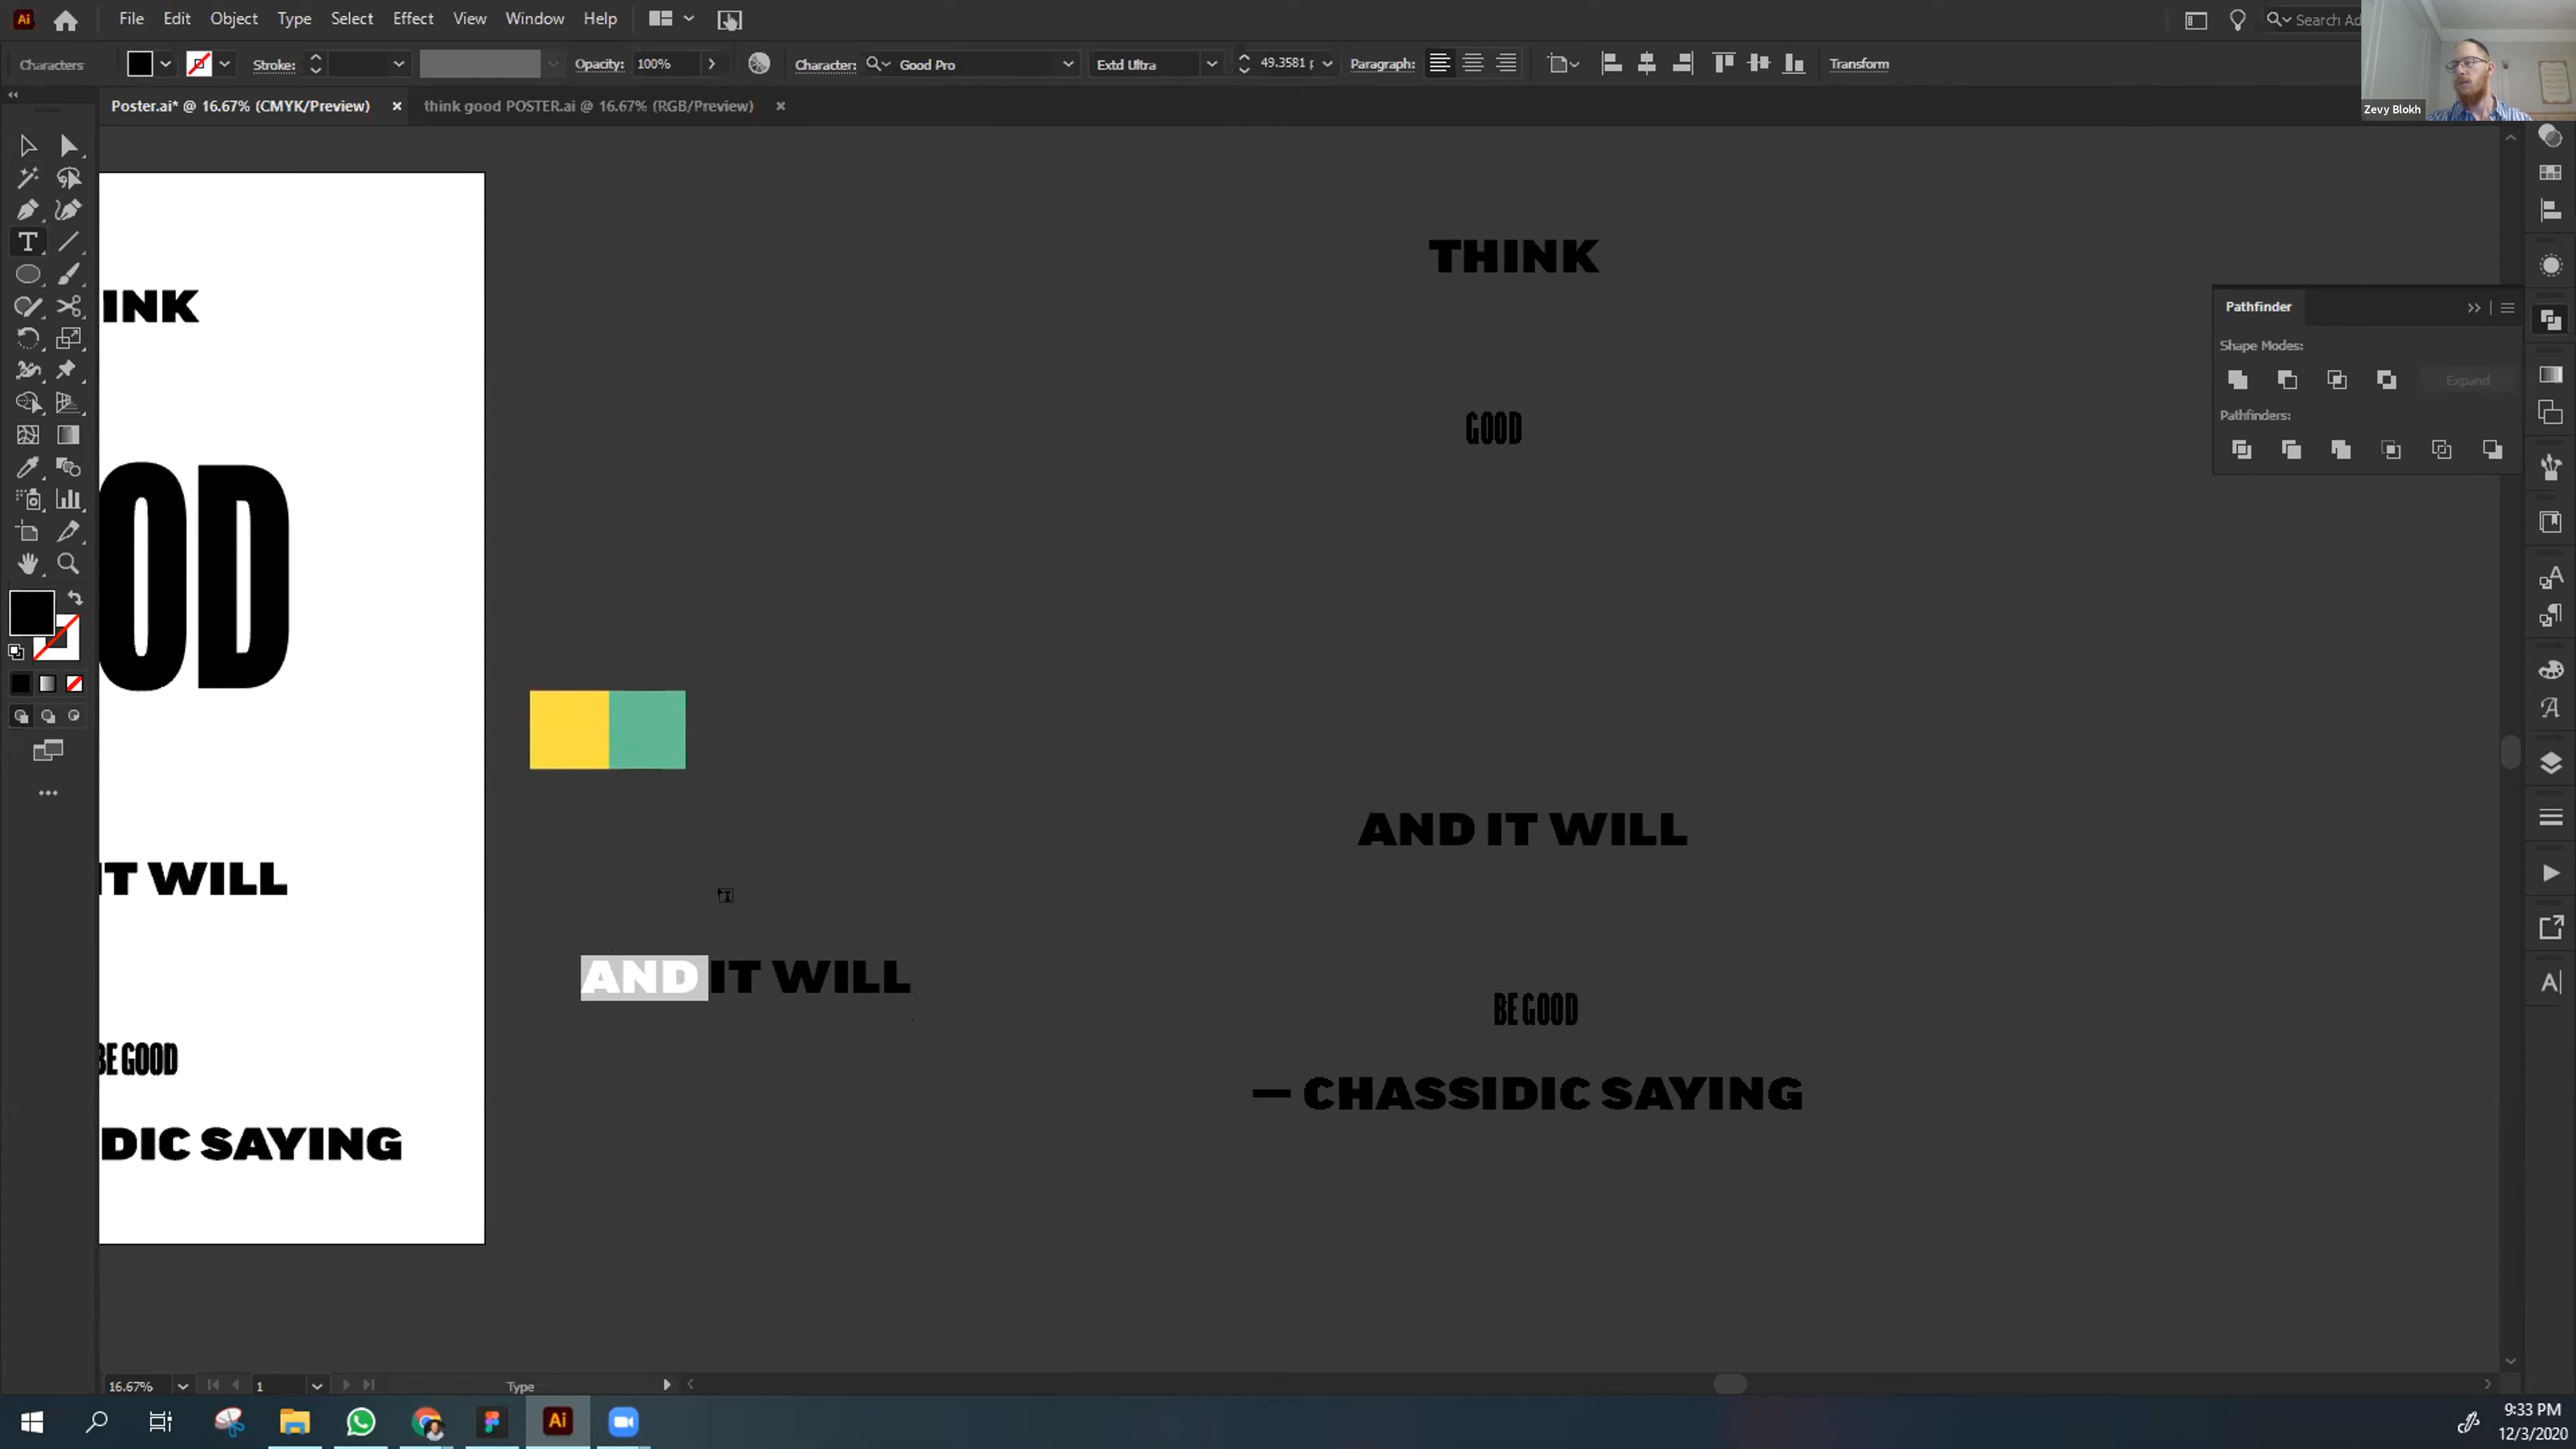 Ai File Edit Object Type Select Effect View Window Help
Characters Stroke: Opacity: 100% Character: Good Pro Extd Ultra 49.3581 Paragraph: Transform
Poster.ai* @ 16.67% (CMYK/Preview) × think good POSTER.ai @ 16.67% (RGB/Preview) ×
Zevy Blokh
THINK
GOOD
AND IT WILL
BE GOOD
— CHASSIDIC SAYING
INK
OD
IT WILL
BE GOOD
DIC SAYING
AND IT WILL
Pathfinder
Shape Modes:
Expand
Pathfinders:
16.67% 1 Type
Ai
9:33 PM
12/3/2020